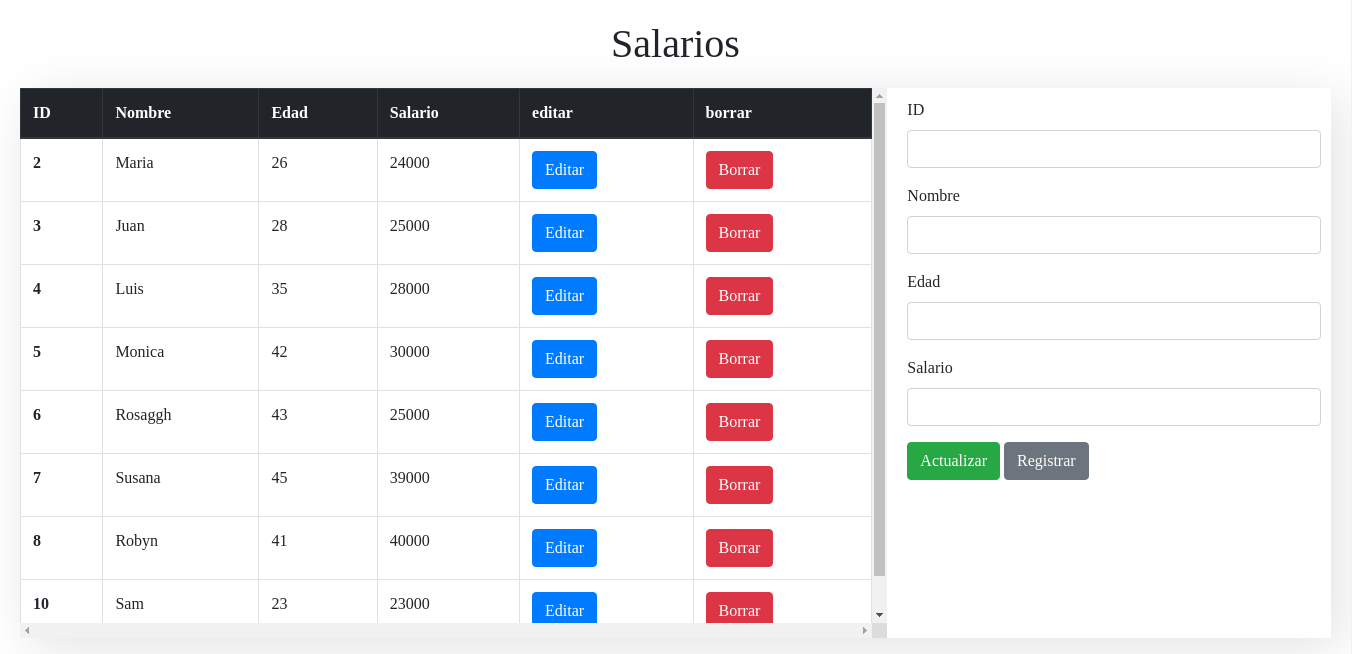 Salarios
ID Nombre Edad Salario editar borrar
2 Maria 26 24000 Editar Borrar
3 Juan 28 25000 Editar Borrar
4 Luis 35 28000 Editar Borrar
5 Monica 42 30000 Editar Borrar
6 Rosaggh 43 25000 Editar Borrar
7 Susana 45 39000 Editar Borrar
8 Robyn 41 40000 Editar Borrar
10 Sam 23 23000 Editar Borrar
ID
Nombre
Edad
Salario
Actualizar Registrar